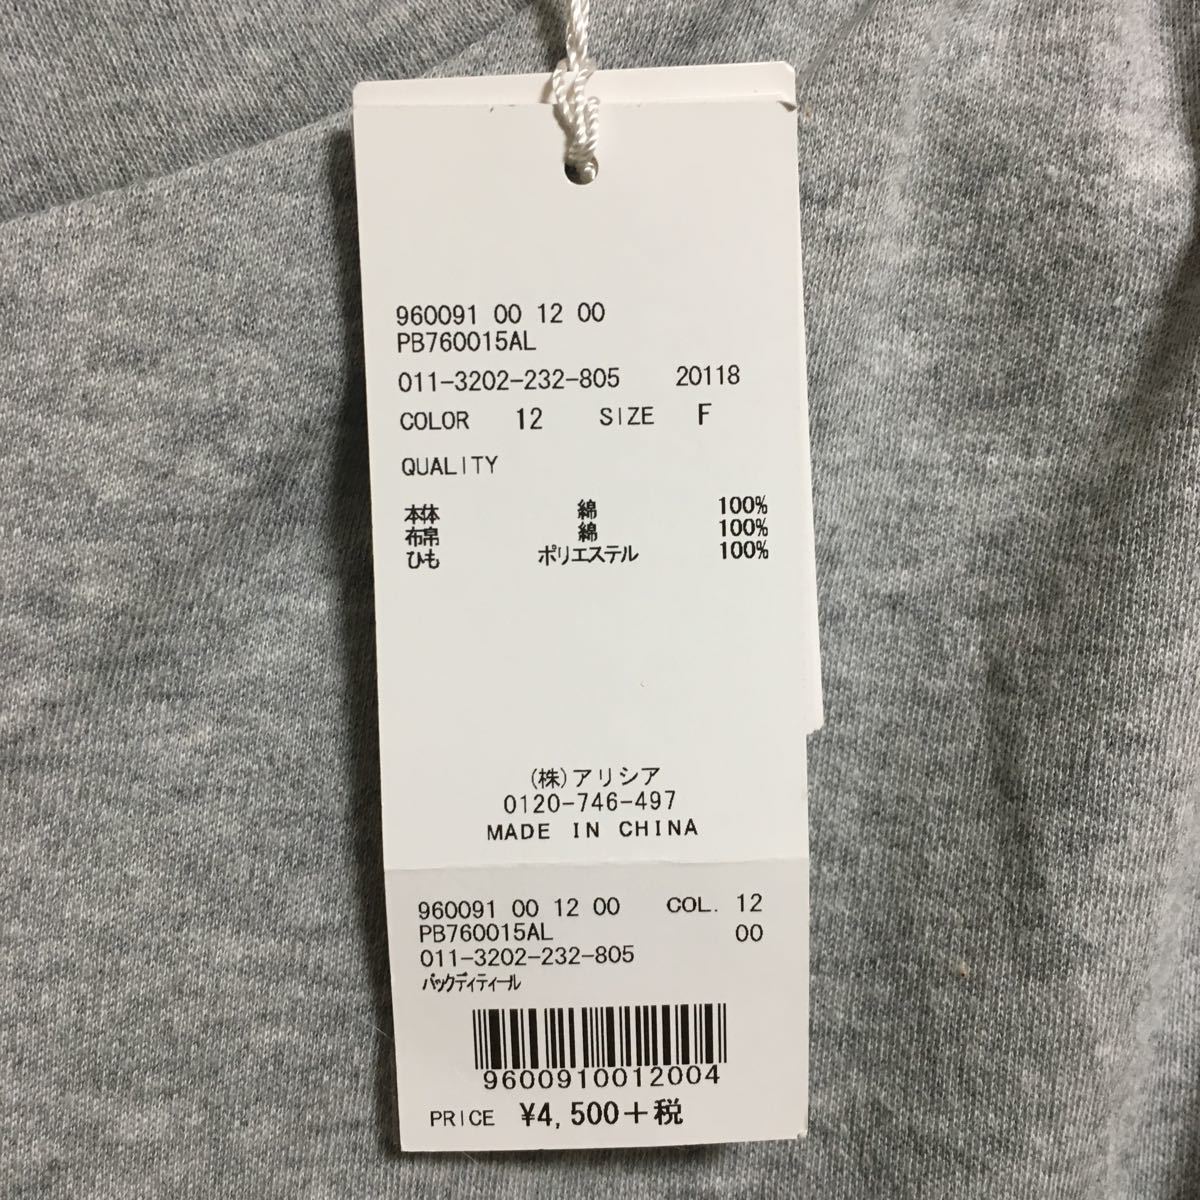 960091 00 12 00
PB760015AL
011-3202-232-805 20118
COLOR 12 SIZE F
QUALITY
本体 綿 100%
布帛 綿 100%
ひも ポリエステル 100%
(株)アリシア
0120-746-497
MADE IN CHINA
960091 00 12 00 COL. 12
PB760015AL 00
011-3202-232-805
バックディティール
9600910012004
PRICE ¥4,500+税